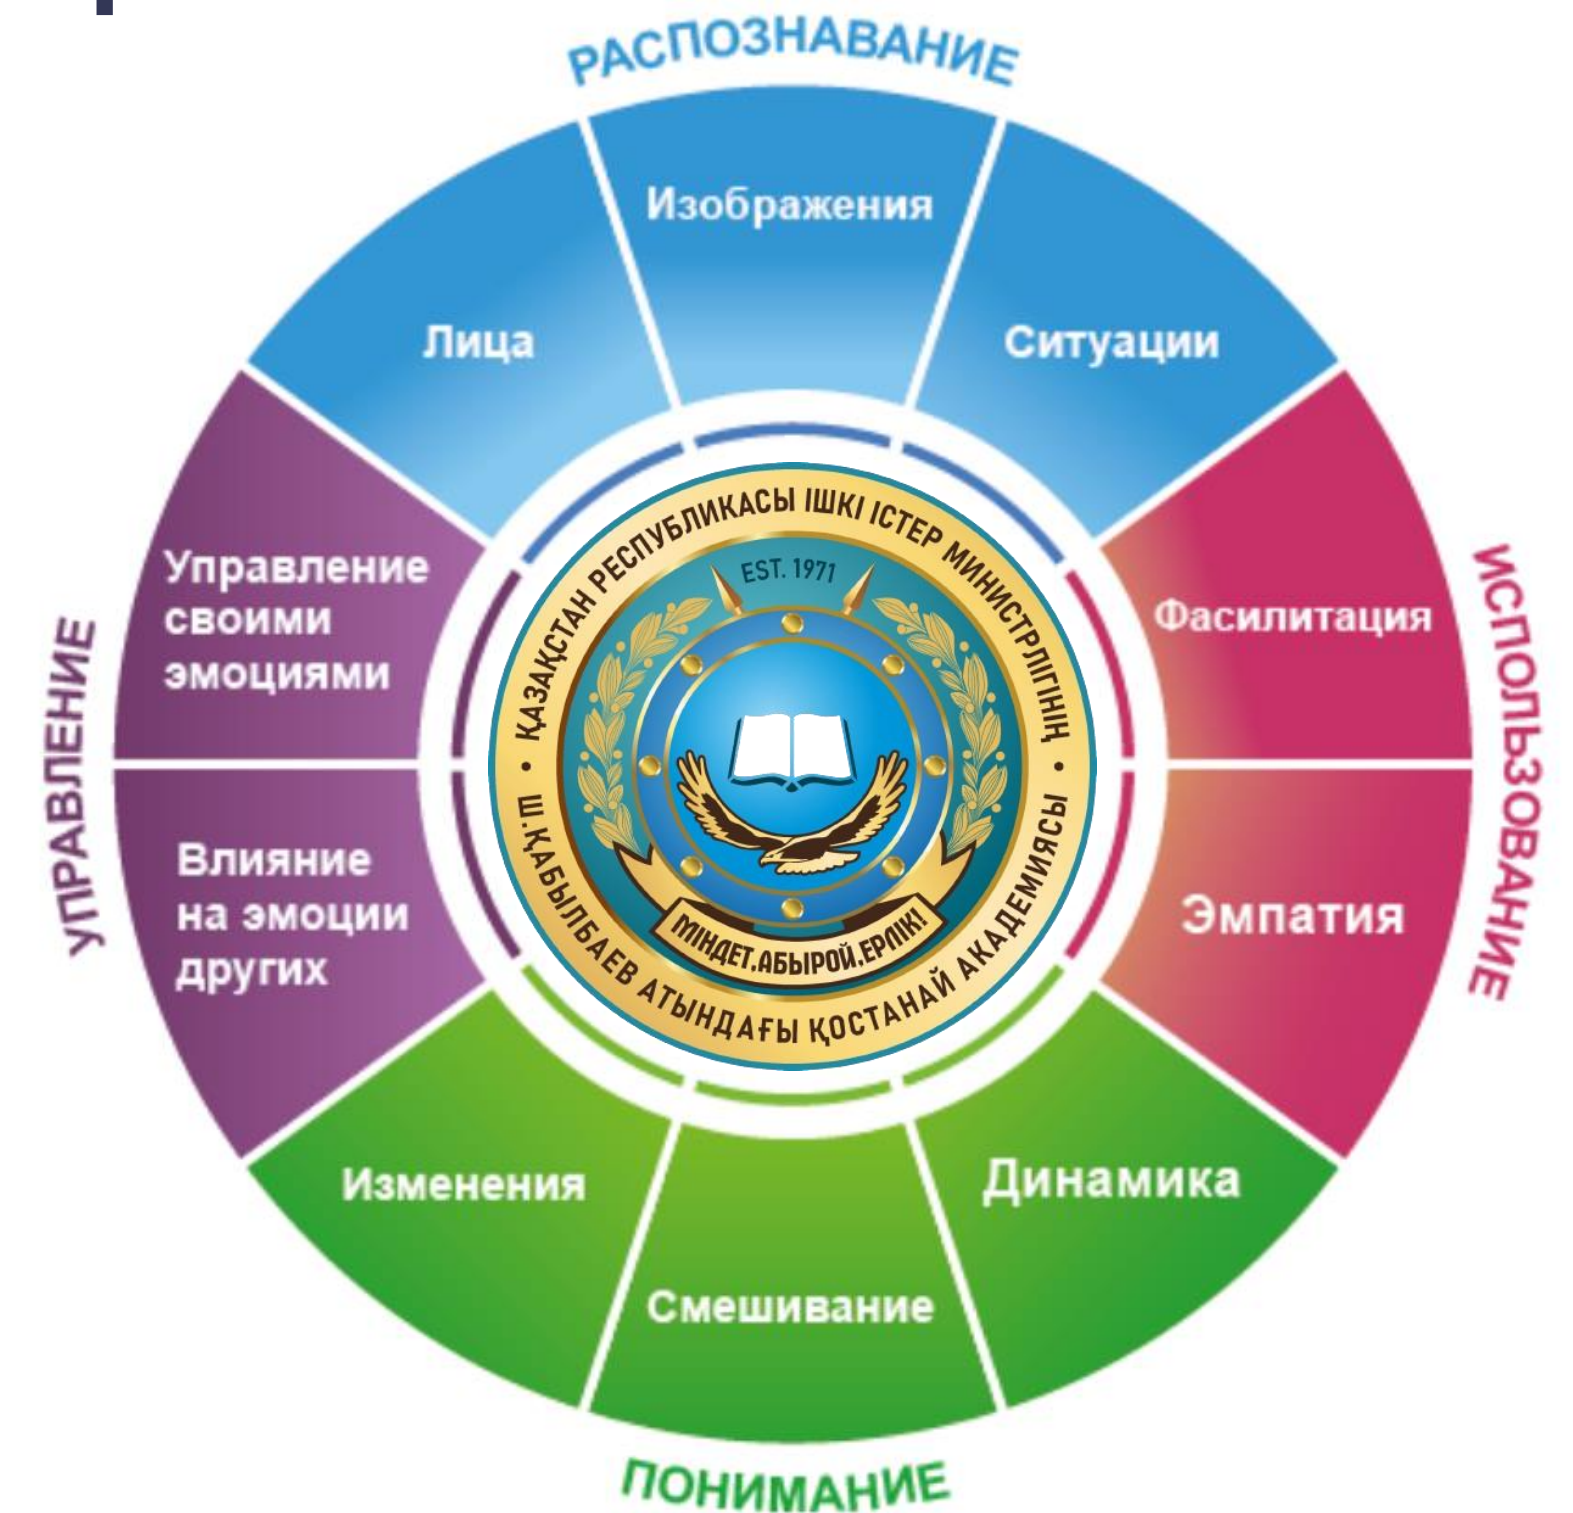 РАСПОЗНАВАНИЕ
Изображения
Лица
Ситуации
ИСПОЛЬЗОВАНИЕ
Фасилитация
Эмпатия
Динамика
Смешивание
Изменения
ПОНИМАНИЕ
УПРАВЛЕНИЕ
Управление
своими
эмоциями
Влияние
на эмоции
других
ҚАЗАҚСТАН РЕСПУБЛИКАСЫ ІШКІ ІСТЕР МИНИСТРЛІГІНІҢ
EST. 1971
МІНДЕТ, АБЫРОЙ, ЕРЛІК!
Ш.ҚАБЫЛБАЕВ АТЫНДАҒЫ ҚОСТАНАЙ АКАДЕМИЯСЫ